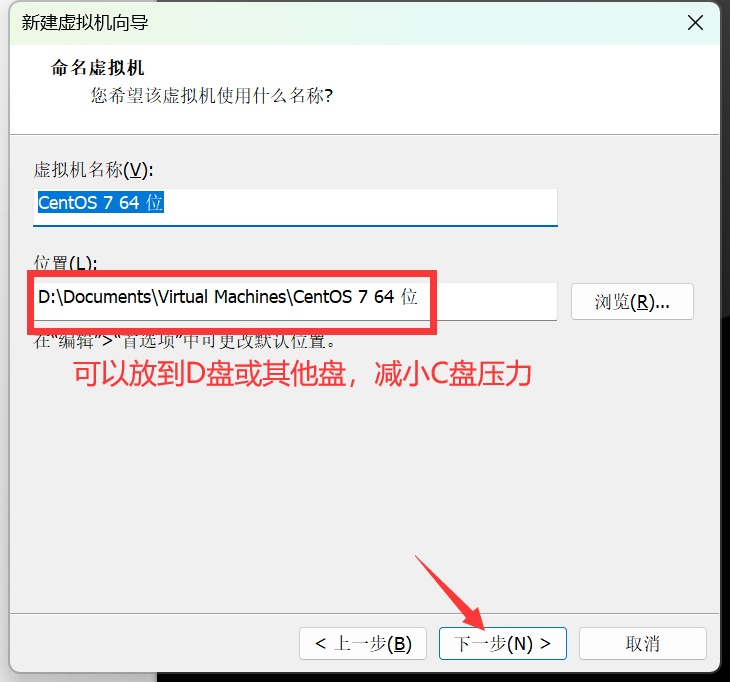 新建虚拟机向导
命名虚拟机
您希望该虚拟机使用什么名称?
虚拟机名称(V):
CentOS 7 64 位
位置(L):
D:\Documents\Virtual Machines\CentOS 7 64 位
浏览(R)...
在“编辑”>“首选项”中可更改默认位置。
可以放到D盘或其他盘，减小C盘压力
< 上一步(B)
下一步(N) >
取消